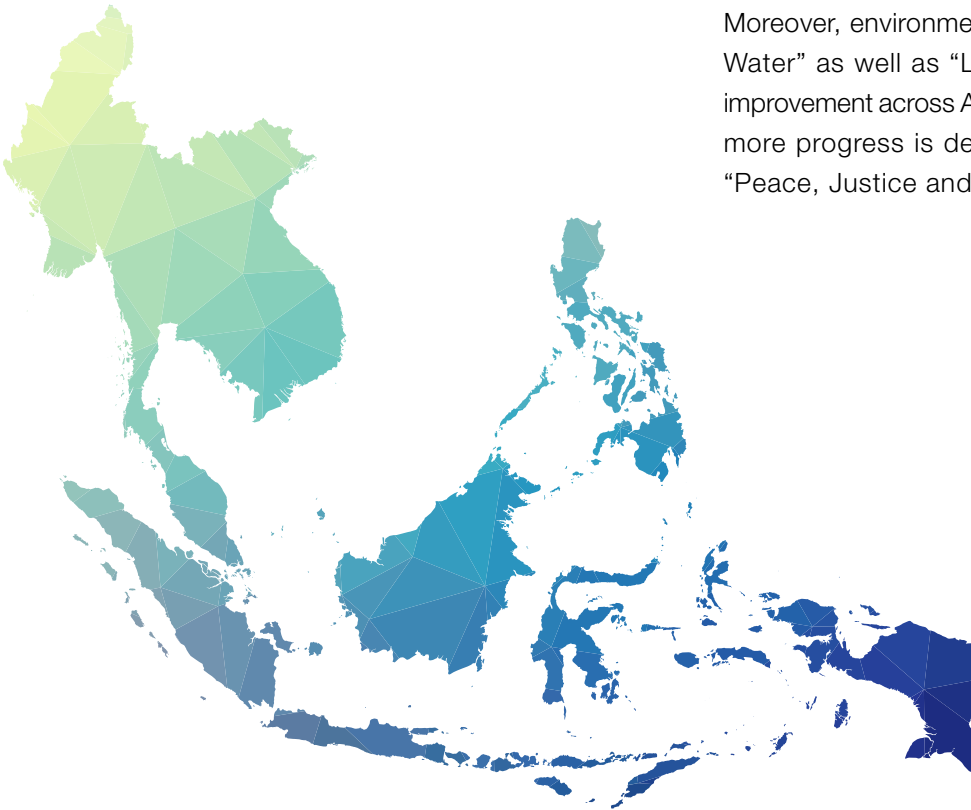 Moreover, environme
Water” as well as “L
improvement across A
more progress is de
“Peace, Justice and